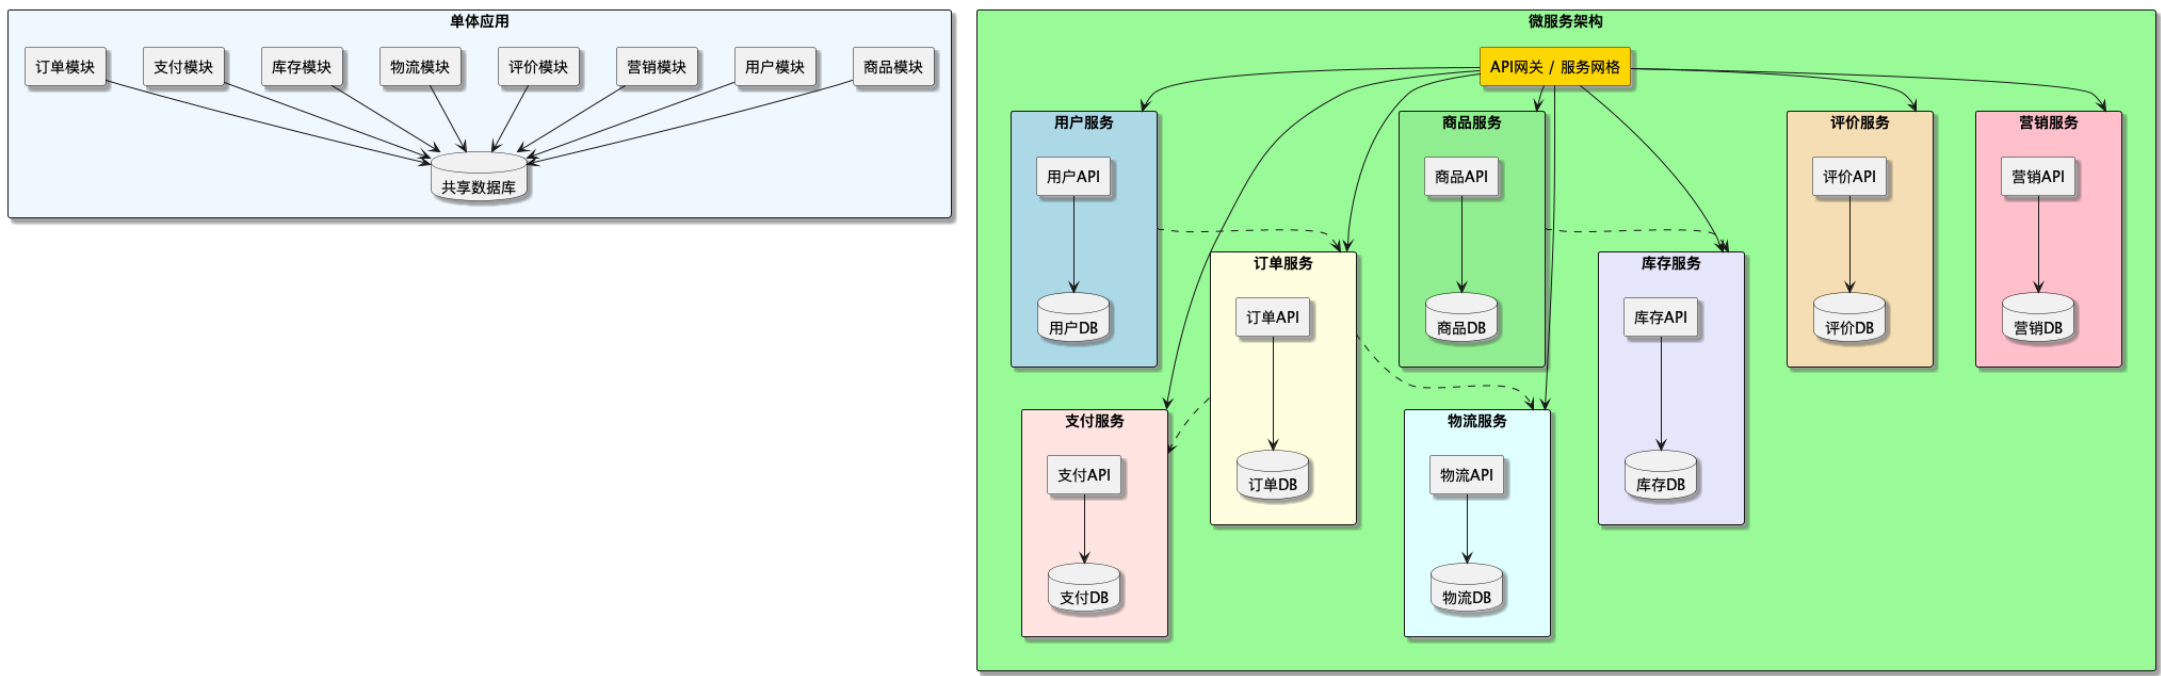 单体应用
订单模块
支付模块
库存模块
物流模块
评价模块
营销模块
用户模块
商品模块
共享数据库
微服务架构
API网关 / 服务网格
用户服务
用户API
用户DB
商品服务
商品API
商品DB
评价服务
评价API
评价DB
营销服务
营销API
营销DB
订单服务
订单API
订单DB
库存服务
库存API
库存DB
支付服务
支付API
支付DB
物流服务
物流API
物流DB